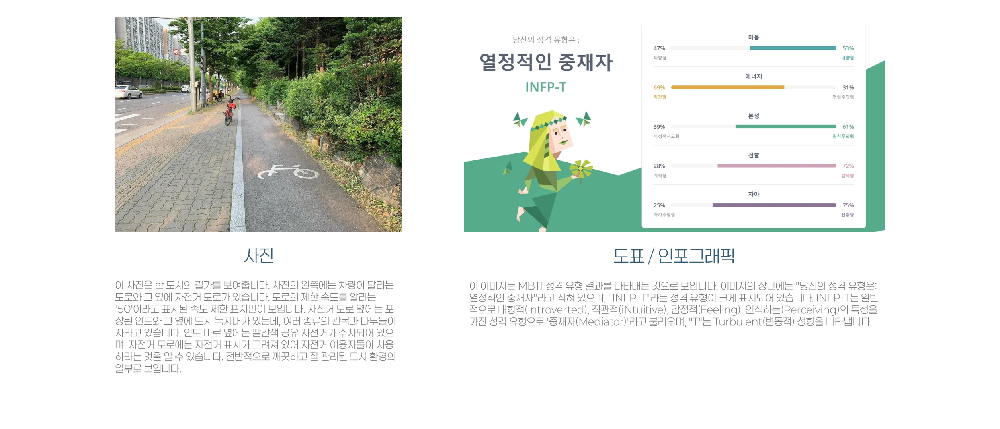 50
당신의 성격 유형은 :
열정적인 중재자
INFP-T
마음
47% 53%
외향형 내향형
에너지
69% 31%
직관형 현실주의형
본성
39% 61%
이성적사고형 원칙주의형
전술
28% 72%
계획형 탐색형
자아
25% 75%
자기주장형 신중형
사진
이 사진은 한 도시의 길가를 보여줍니다. 사진의 왼쪽에는 차량이 달리는
도로와 그 옆에 자전거 도로가 있습니다. 도로의 제한 속도를 알리는
'50'이라고 표시된 속도 제한 표지판이 보입니다. 자전거 도로 옆에는 포
장된 인도와 그 옆에 도시 녹지대가 있는데, 여러 종류의 관목과 나무들이
자라고 있습니다. 인도 바로 옆에는 빨간색 공유 자전거가 주차되어 있으
며, 자전거 도로에는 자전거 표시가 그려져 있어 자전거 이용자들이 사용
하라는 것을 알 수 있습니다. 전반적으로 깨끗하고 잘 관리된 도시 환경의
일부로 보입니다.
도표 / 인포그래픽
이 이미지는 MBTI 성격 유형 결과를 나타내는 것으로 보입니다. 이미지의 상단에는 "당신의 성격 유형은:
열정적인 중재자"라고 적혀 있으며, "INFP-T"라는 성격 유형이 크게 표시되어 있습니다. INFP-T는 일반
적으로 내향적(Introverted), 직관적(iNtuitive), 감정적(Feeling), 인식하는(Perceiving)의 특성을
가진 성격 유형으로 '중재자(Mediator)'라고 불리우며, "T"는 Turbulent(변동적) 성향을 나타냅니다.